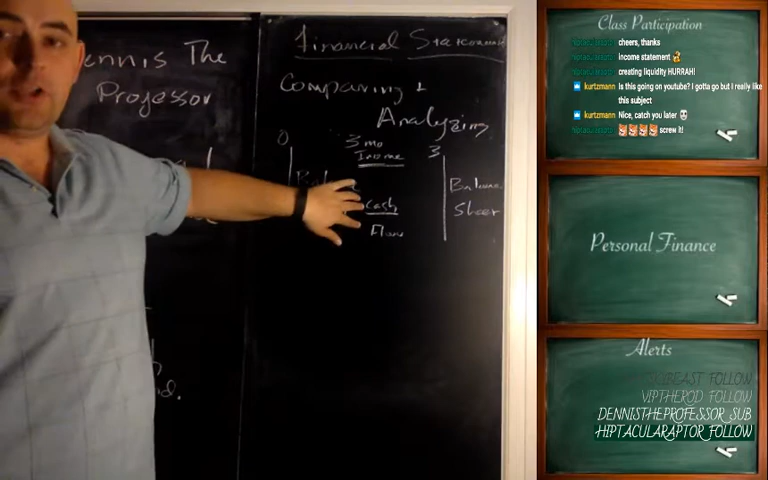 ennis The
Professor
Financial Statements
Comparing +
Analyzing
0
3 mo
3
Income
Cash
Flow
Balance
Sheet
d.
Class Participation
cheers, thanks
income statement
creating liquidity HURRAH!
kurtzmann Is this going on youtube? I gotta go but I really like
this subject
kurtzmann Nice, catch you later
screw it!
Personal Finance
Alerts
EAST FOLLOW
VIPTHEROD FOLLOW
DENNISTHEPROFESSOR SUB
HIPTACULARAPTOR FOLLOW